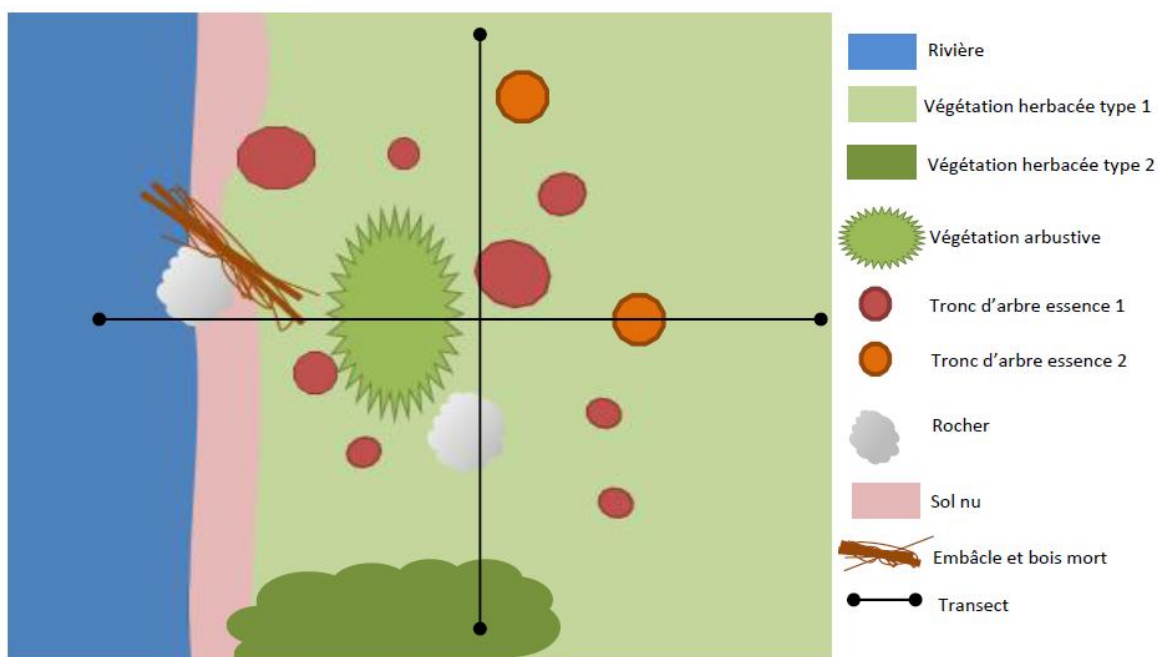 Rivière
Végétation herbacée type 1
Végétation herbacée type 2
Végétation arbustive
Tronc d'arbre essence 1
Tronc d'arbre essence 2
Rocher
Sol nu
Embâcle et bois mort
Transect